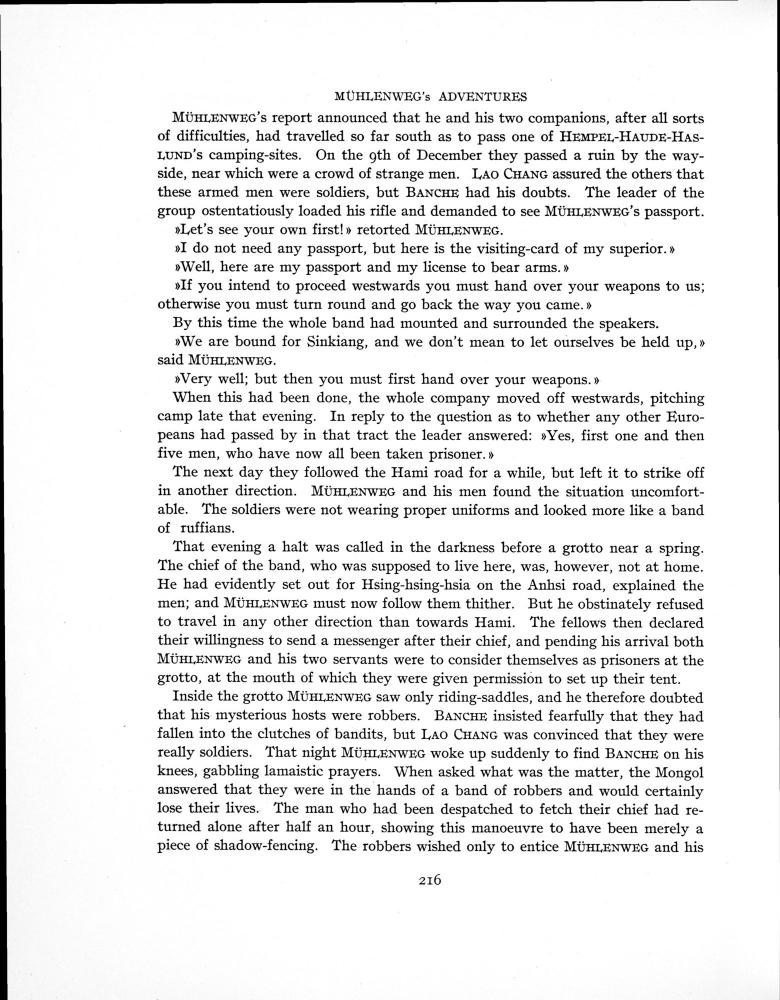 MÜHLENWEG's ADVENTURES
MÜHLENWEG's report announced that he and his two companions, after all sorts
of difficulties, had travelled so far south as to pass one of HEMPEL-HAUDE-HAS-
LUND's camping-sites. On the 9th of December they passed a ruin by the way-
side, near which were a crowd of strange men. LAO CHANG assured the others that
these armed men were soldiers, but BANCHE had his doubts. The leader of the
group ostentatiously loaded his rifle and demanded to see MÜHLENWEG's passport.
»Let's see your own first!» retorted MÜHLENWEG.
»I do not need any passport, but here is the visiting-card of my superior.»
»Well, here are my passport and my license to bear arms.»
»If you intend to proceed westwards you must hand over your weapons to us;
otherwise you must turn round and go back the way you came.»
By this time the whole band had mounted and surrounded the speakers.
»We are bound for Sinkiang, and we don't mean to let ourselves be held up,»
said MÜHLENWEG.
»Very well; but then you must first hand over your weapons.»
When this had been done, the whole company moved off westwards, pitching
camp late that evening. In reply to the question as to whether any other Euro-
peans had passed by in that tract the leader answered: »Yes, first one and then
five men, who have now all been taken prisoner.»
The next day they followed the Hami road for a while, but left it to strike off
in another direction. MÜHLENWEG and his men found the situation uncomfort-
able. The soldiers were not wearing proper uniforms and looked more like a band
of ruffians.
That evening a halt was called in the darkness before a grotto near a spring.
The chief of the band, who was supposed to live here, was, however, not at home.
He had evidently set out for Hsing-hsing-hsia on the Anhsi road, explained the
men; and MÜHLENWEG must now follow them thither. But he obstinately refused
to travel in any other direction than towards Hami. The fellows then declared
their willingness to send a messenger after their chief, and pending his arrival both
MÜHLENWEG and his two servants were to consider themselves as prisoners at the
grotto, at the mouth of which they were given permission to set up their tent.
Inside the grotto MÜHLENWEG saw only riding-saddles, and he therefore doubted
that his mysterious hosts were robbers. BANCHE insisted fearfully that they had
fallen into the clutches of bandits, but LAO CHANG was convinced that they were
really soldiers. That night MÜHLENWEG woke up suddenly to find BANCHE on his
knees, gabbling lamaistic prayers. When asked what was the matter, the Mongol
answered that they were in the hands of a band of robbers and would certainly
lose their lives. The man who had been despatched to fetch their chief had re-
turned alone after half an hour, showing this manoeuvre to have been merely a
piece of shadow-fencing. The robbers wished only to entice MÜHLENWEG and his
216